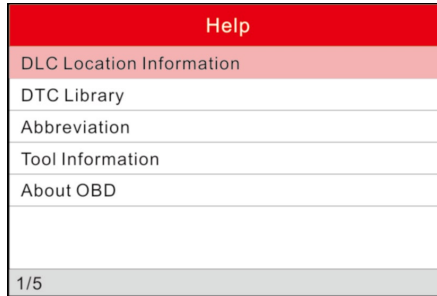 Help
DLC Location Information
DTC Library
Abbreviation
Tool Information
About OBD
1/5